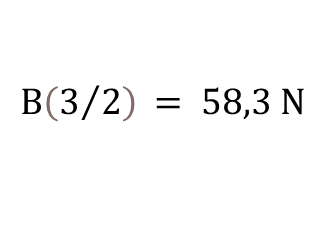 B(3/2) = 58,3 N